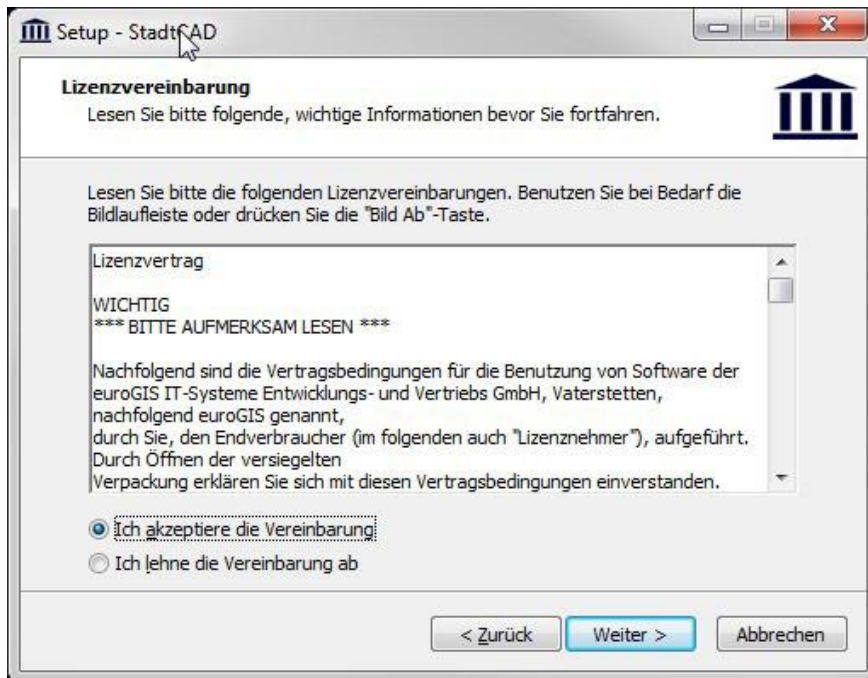 Setup - StadtCAD
Lizenzvereinbarung
Lesen Sie bitte folgende, wichtige Informationen bevor Sie fortfahren.
Lesen Sie bitte die folgenden Lizenzvereinbarungen. Benutzen Sie bei Bedarf die
Bildlaufleiste oder drücken Sie die "Bild Ab"-Taste.
Lizenzvertrag
WICHTIG
*** BITTE AUFMERKSAM LESEN ***
Nachfolgend sind die Vertragsbedingungen für die Benutzung von Software der
euroGIS IT-Systeme Entwicklungs- und Vertriebs GmbH, Vaterstetten,
nachfolgend euroGIS genannt,
durch Sie, den Endverbraucher (im folgenden auch "Lizenznehmer"), aufgeführt.
Durch Öffnen der versiegelten
Verpackung erklären Sie sich mit diesen Vertragsbedingungen einverstanden.
Ich akzeptiere die Vereinbarung
Ich lehne die Vereinbarung ab
< Zurück
Weiter >
Abbrechen